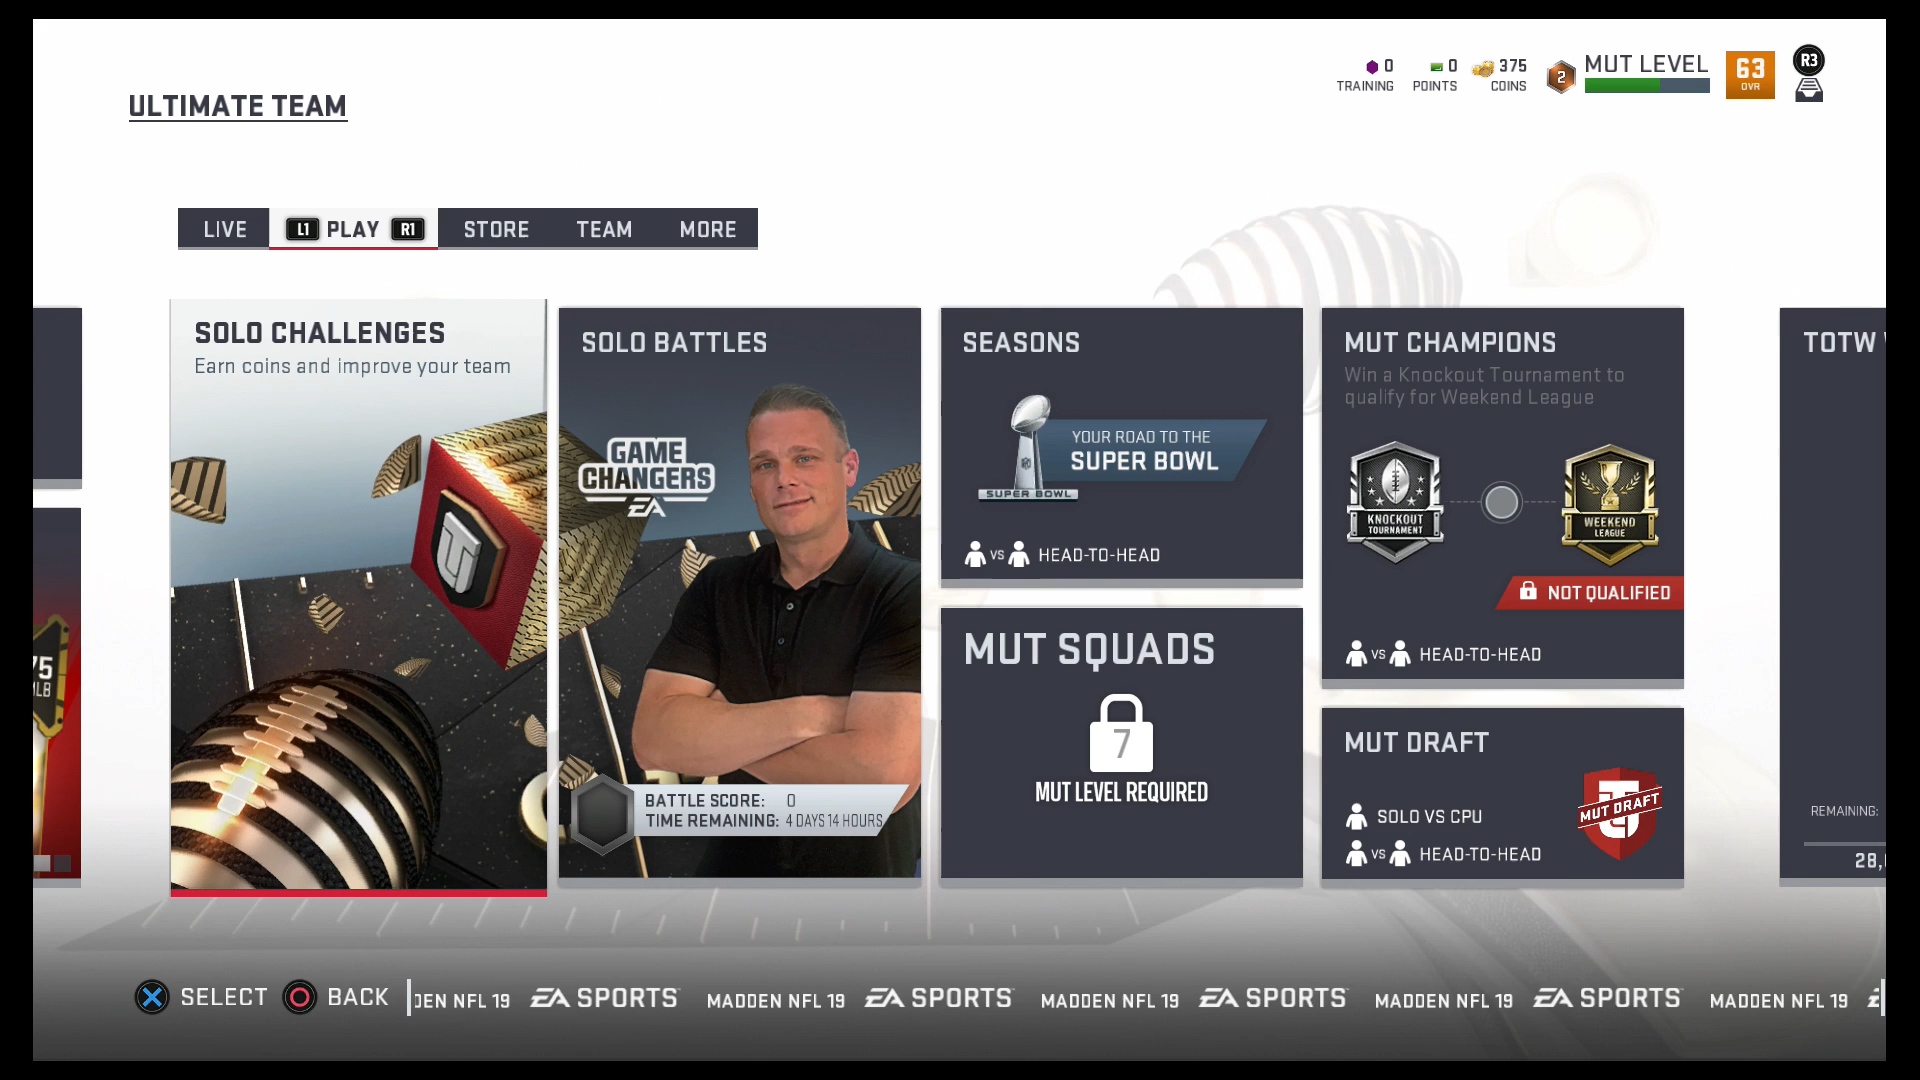 0
TRAINING
0
POINTS
375
COINS
2
MUT LEVEL
63
OVR
R3
ULTIMATE TEAM
LIVE
L1 PLAY R1
STORE
TEAM
MORE
SOLO CHALLENGES
Earn coins and improve your team
SOLO BATTLES
GAME
CHANGERS
EA
BATTLE SCORE: 0
TIME REMAINING: 4 DAYS 14 HOURS
SEASONS
YOUR ROAD TO THE
SUPER BOWL
SUPER BOWL
VS HEAD-TO-HEAD
MUT SQUADS
7
MUT LEVEL REQUIRED
MUT CHAMPIONS
Win a Knockout Tournament to
qualify for Weekend League
KNOCKOUT
TOURNAMENT
WEEKEND
LEAGUE
NOT QUALIFIED
VS HEAD-TO-HEAD
MUT DRAFT
SOLO VS CPU
VS HEAD-TO-HEAD
MUT DRAFT
TOTW
REMAINING:
28,
SELECT
BACK
DEN NFL 19 EA SPORTS MADDEN NFL 19 EA SPORTS MADDEN NFL 19 EA SPORTS MADDEN NFL 19 EA SPORTS MADDEN NFL 19